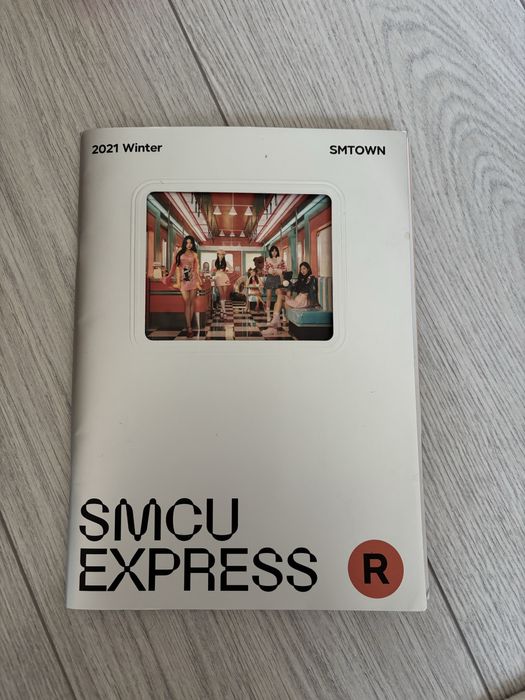 2021 Winter
SMTOWN
SMCU
EXPRESS
R